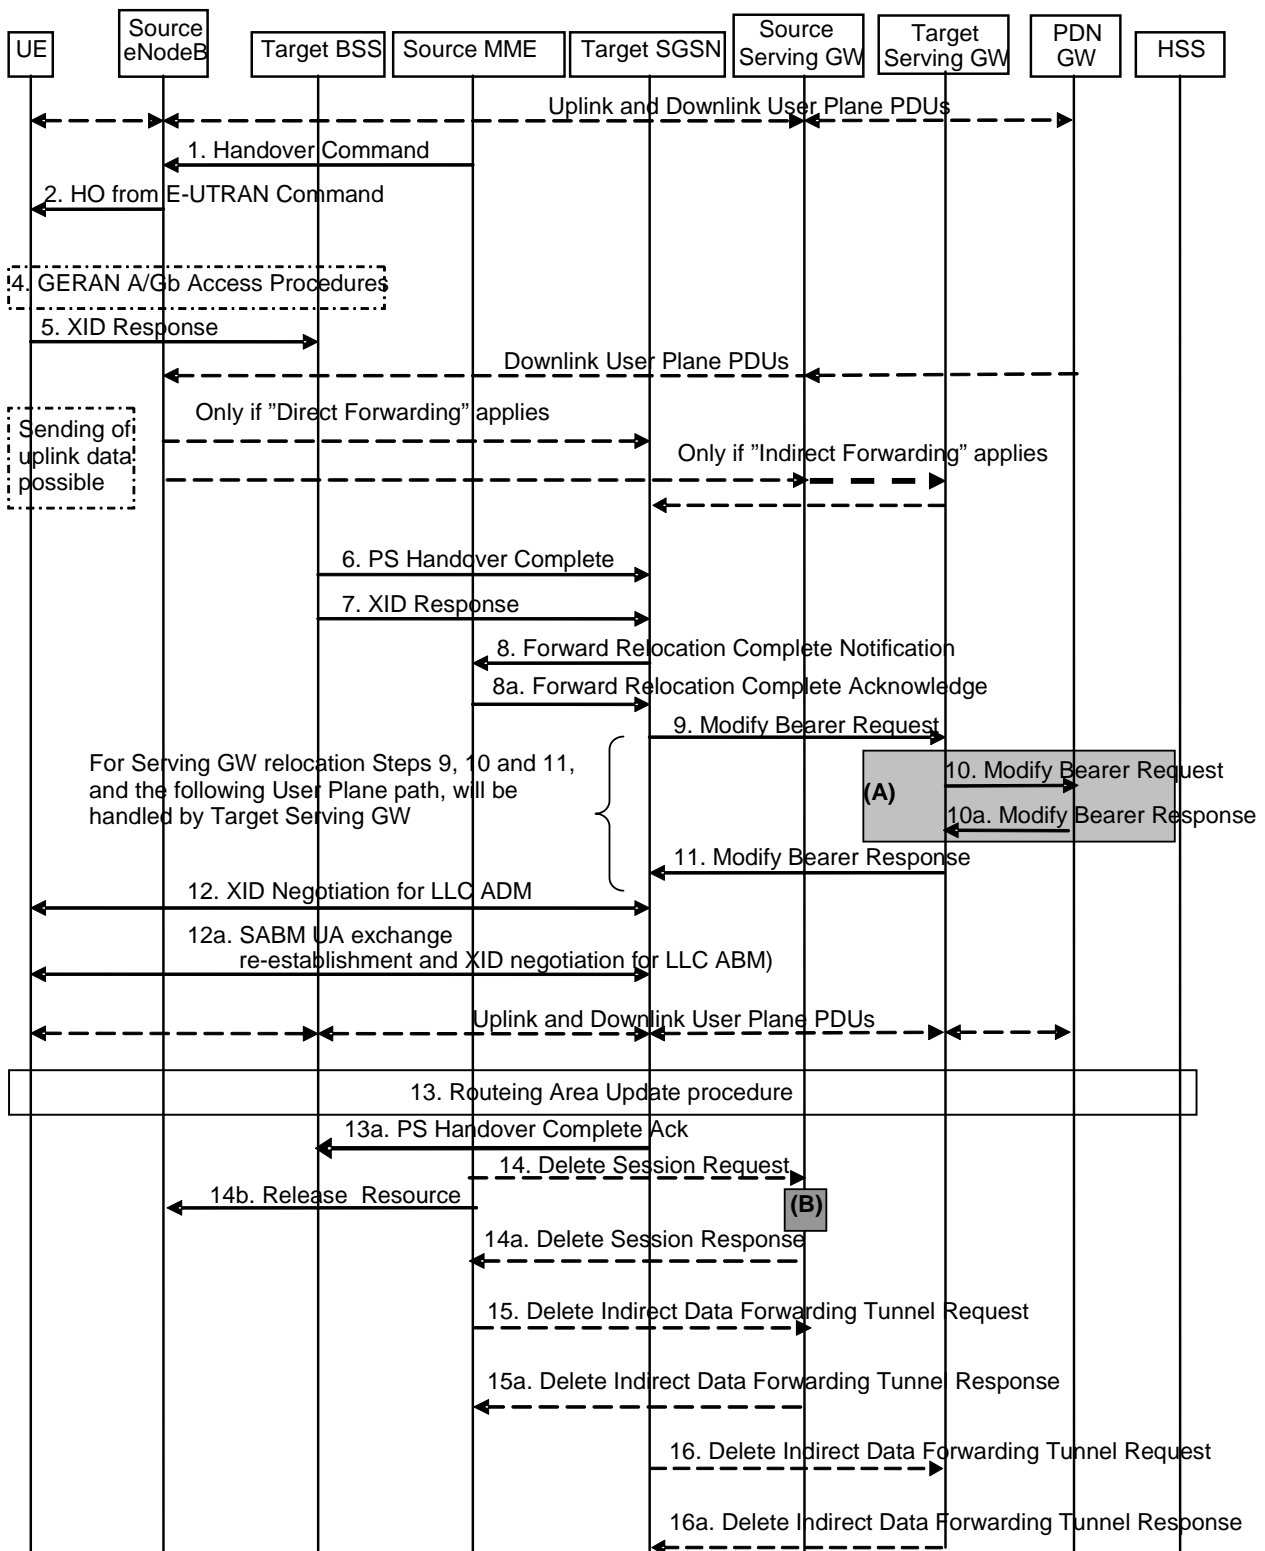 UE
Source
eNodeB
Target BSS
Source MME
Target SGSN
Source
Serving GW
Target
Serving GW
PDN
GW
HSS
Uplink and Downlink User Plane PDUs
1. Handover Command
2. HO from E-UTRAN Command
4. GERAN A/Gb Access Procedures
5. XID Response
Downlink User Plane PDUs
Only if ”Direct Forwarding” applies
Sending of
uplink data
possible
Only if ”Indirect Forwarding” applies
6. PS Handover Complete
7. XID Response
8. Forward Relocation Complete Notification
8a. Forward Relocation Complete Acknowledge
9. Modify Bearer Request
For Serving GW relocation Steps 9, 10 and 11,
and the following User Plane path, will be
handled by Target Serving GW
(A)
10. Modify Bearer Request
10a. Modify Bearer Response
11. Modify Bearer Response
12. XID Negotiation for LLC ADM
12a. SABM UA exchange
re-establishment and XID negotiation for LLC ABM)
Uplink and Downlink User Plane PDUs
13. Routeing Area Update procedure
13a. PS Handover Complete Ack
14. Delete Session Request
14b. Release Resource
(B)
14a. Delete Session Response
15. Delete Indirect Data Forwarding Tunnel Request
15a. Delete Indirect Data Forwarding Tunnel Response
16. Delete Indirect Data Forwarding Tunnel Request
16a. Delete Indirect Data Forwarding Tunnel Response